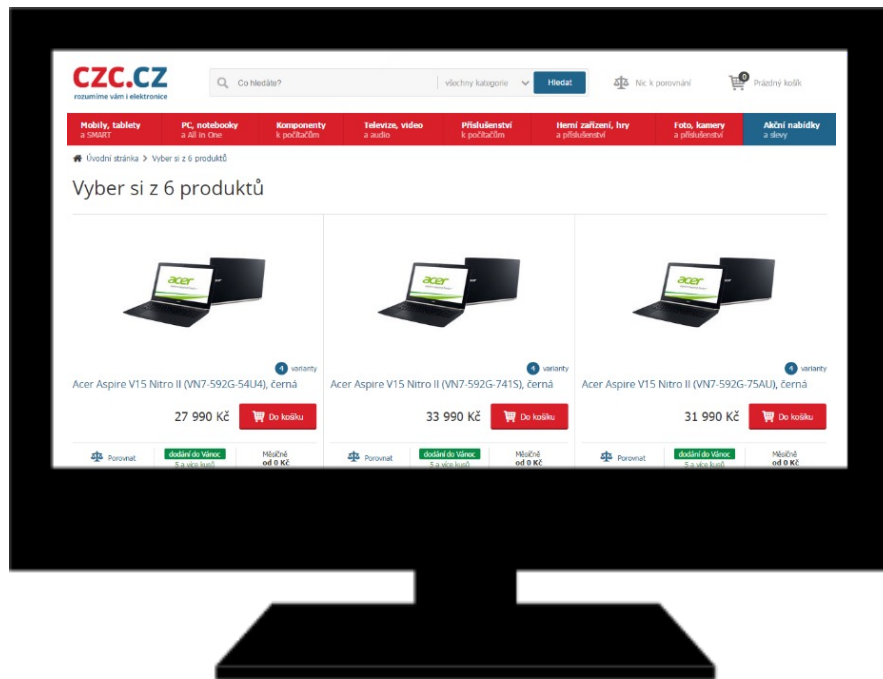 CZC.CZ
rozumíme vám i elektronice
Co hledáte?
všechny kategorie
Hledat
Nic k porovnání
0
Prázdný košík
Mobily, tablety
a SMART
PC, notebooky
a All in One
Komponenty
k počítačům
Televize, video
a audio
Příslušenství
k počítačům
Herní zařízení, hry
a příslušenství
Foto, kamery
a příslušenství
Akční nabídky
a slevy
Úvodní stránka > Vyber si z 6 produktů
Vyber si z 6 produktů
acer
acer
acer
4 varianty
4 varianty
4 varianty
Acer Aspire V15 Nitro II (VN7-592G-54U4), černá
Acer Aspire V15 Nitro II (VN7-592G-741S), černá
Acer Aspire V15 Nitro II (VN7-592G-75AU), černá
27 990 Kč
Do košíku
33 990 Kč
Do košíku
31 990 Kč
Do košíku
Porovnat
dodání do Vánoc
5 a více kusů
Měsíčně
od 0 Kč
Porovnat
dodání do Vánoc
5 a více kusů
Měsíčně
od 0 Kč
Porovnat
dodání do Vánoc
5 a více kusů
Měsíčně
od 0 Kč